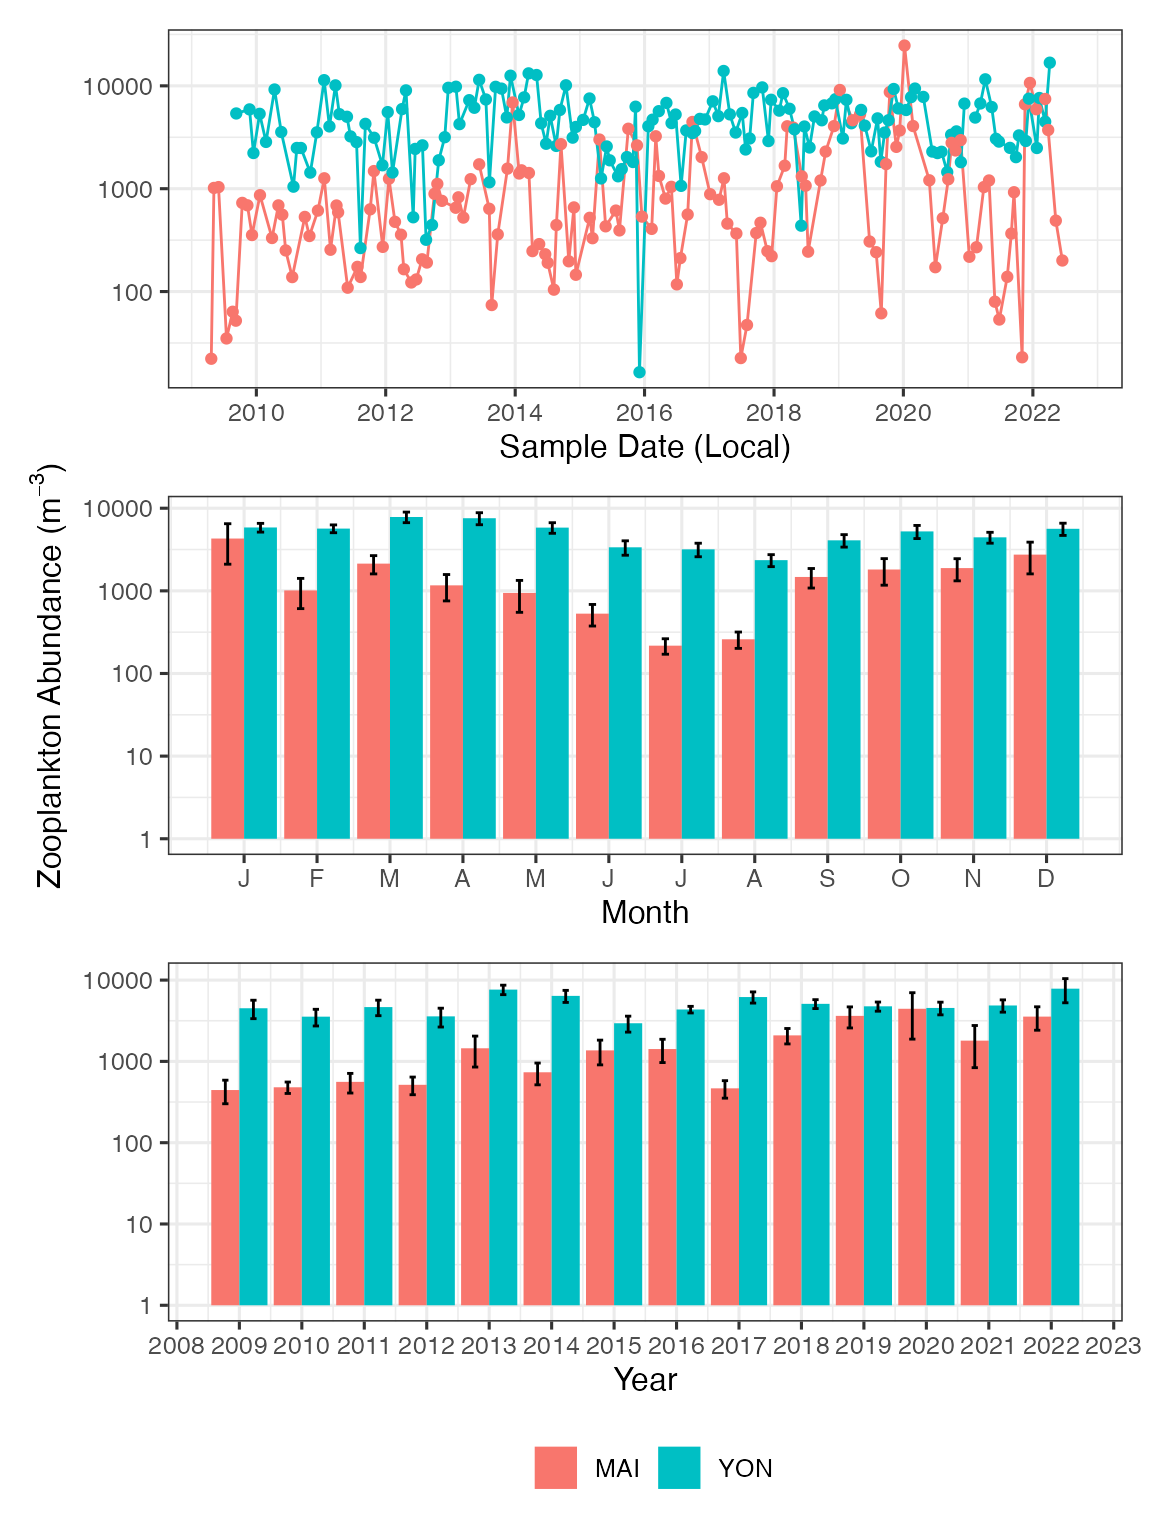 10000
1000
100
2010 2012 2014 2016 2018 2020 2022
Sample Date (Local)
Zooplankton Abundance (m⁻³)
10000
1000
100
10
1
J F M A M J J A S O N D
Month
10000
1000
100
10
1
2008 2009 2010 2011 2012 2013 2014 2015 2016 2017 2018 2019 2020 2021 2022 2023
Year
MAI YON